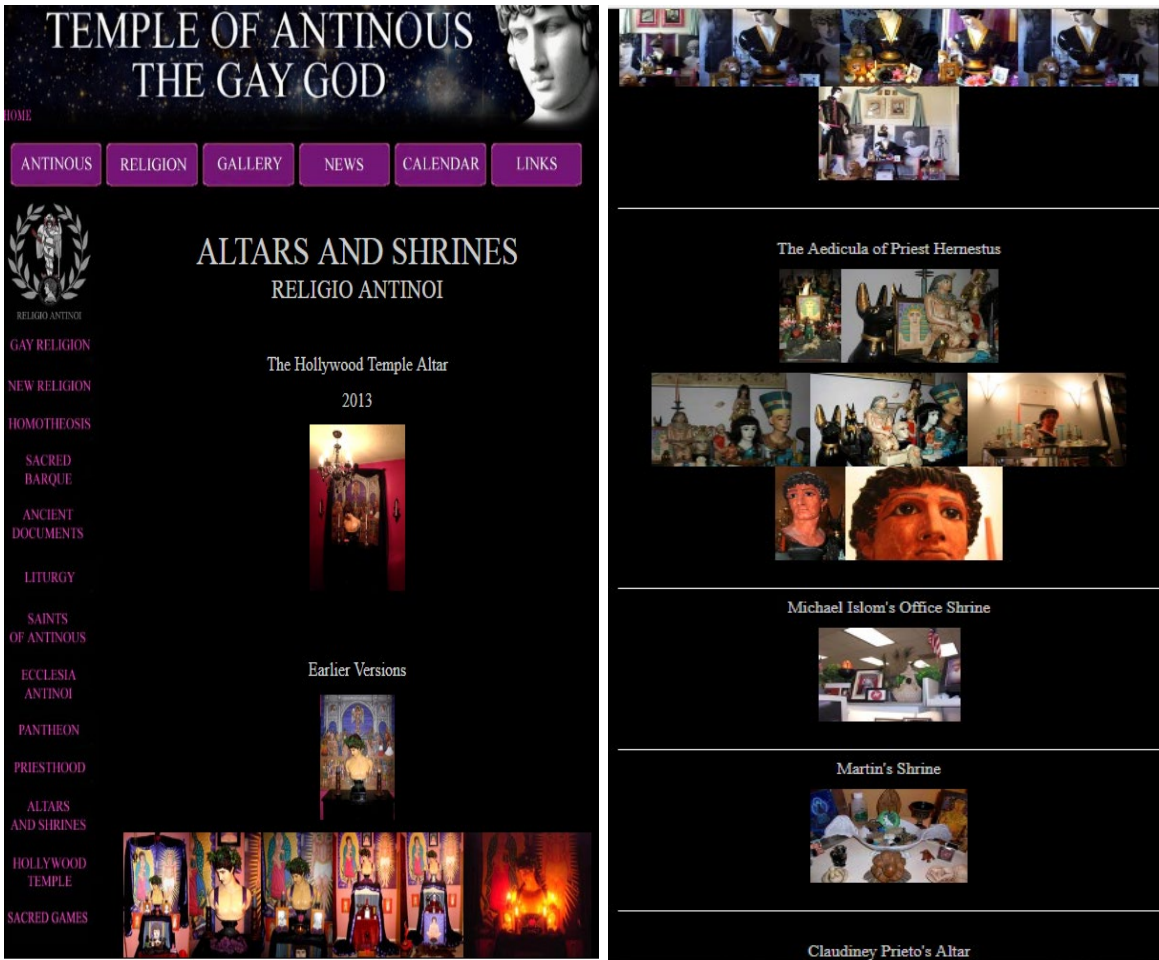 TEMPLE OF ANTINOUS
THE GAY GOD
HOME
ANTINOUS
RELIGION
GALLERY
NEWS
CALENDAR
LINKS
RELIGIO ANTINOI
GAY RELIGION
NEW RELIGION
HOMOTHEOSIS
SACRED
BARQUE
ANCIENT
DOCUMENTS
LITURGY
SAINTS
OF ANTINOUS
ECCLESIA
ANTINOI
PANTHEON
PRIESTHOOD
ALTARS
AND SHRINES
HOLLYWOOD
TEMPLE
SACRED GAMES
ALTARS AND SHRINES
RELIGIO ANTINOI
The Hollywood Temple Altar
2013
Earlier Versions
The Aedicula of Priest Hernestus
Michael Islom's Office Shrine
Martin's Shrine
Claudiney Prieto's Altar